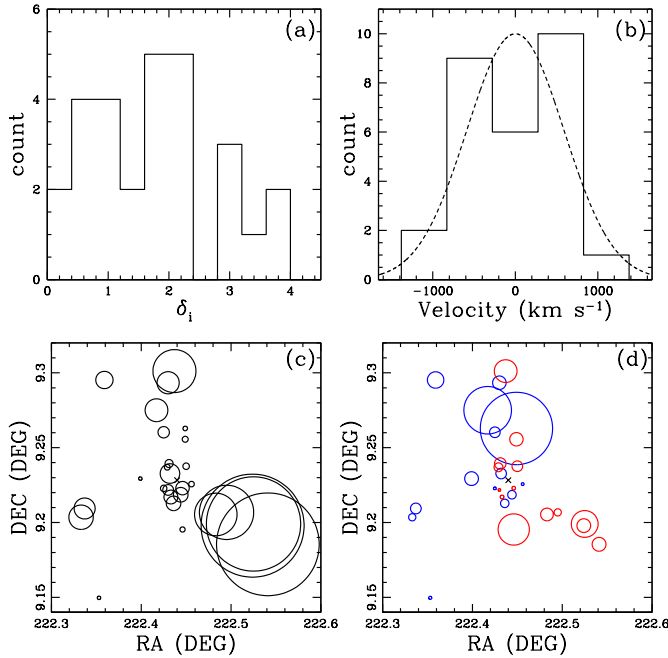 (a)
6
4
2
0
count
0 1 2 3 4
δi
(b)
10
8
6
4
2
0
count
-1000 0 1000
Velocity (km s⁻¹)
(c)
9.3
9.25
9.2
9.15
DEC (DEG)
222.3 222.4 222.5 222.6
RA (DEG)
(d)
9.3
9.25
9.2
9.15
DEC (DEG)
222.3 222.4 222.5 222.6
RA (DEG)